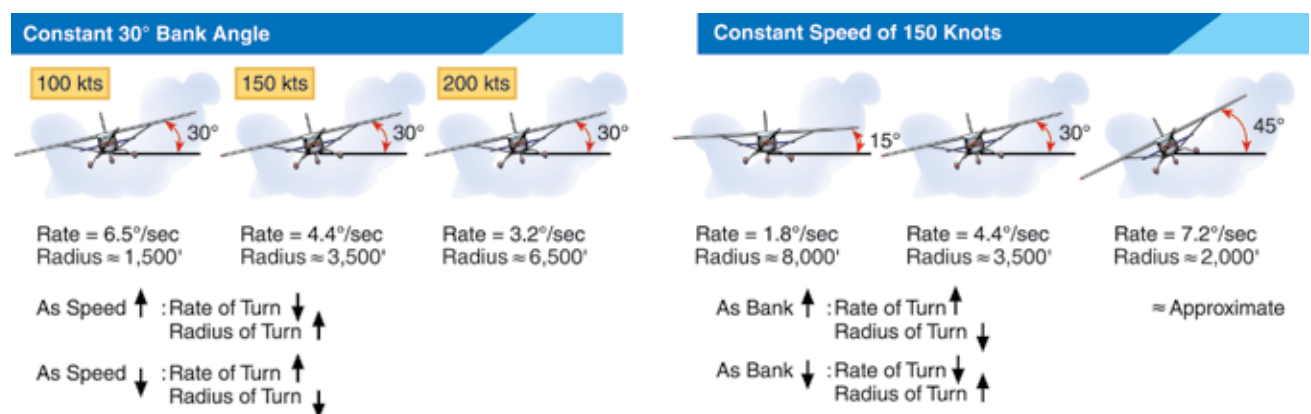 Constant 30° Bank Angle
100 kts
150 kts
200 kts
30°
30°
30°
Rate = 6.5°/sec
Radius ≈ 1,500'
Rate = 4.4°/sec
Radius ≈ 3,500'
Rate = 3.2°/sec
Radius ≈ 6,500'
As Speed ↑ : Rate of Turn ↓
Radius of Turn ↑
As Speed ↓ : Rate of Turn ↑
Radius of Turn ↓
Constant Speed of 150 Knots
15°
30°
45°
Rate = 1.8°/sec
Radius ≈ 8,000'
Rate = 4.4°/sec
Radius ≈ 3,500'
Rate = 7.2°/sec
Radius ≈ 2,000'
As Bank ↑ : Rate of Turn ↑
Radius of Turn ↓
As Bank ↓ : Rate of Turn ↓
Radius of Turn ↑
≈ Approximate